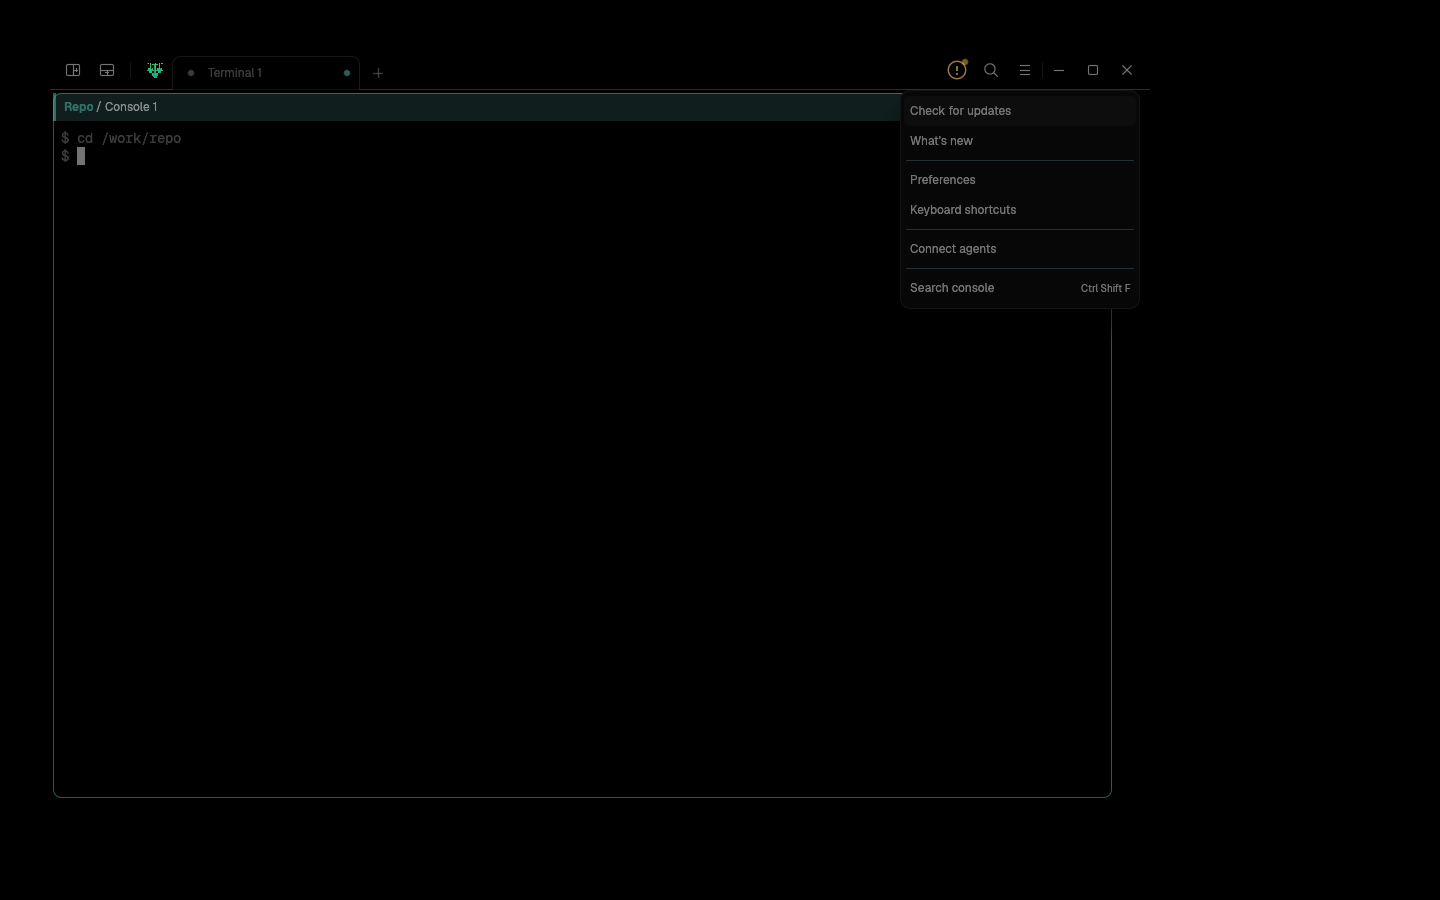 Terminal 1
Repo / Console 1
$ cd /work/repo
$
Check for updates
What's new
Preferences
Keyboard shortcuts
Connect agents
Search console Ctrl Shift F